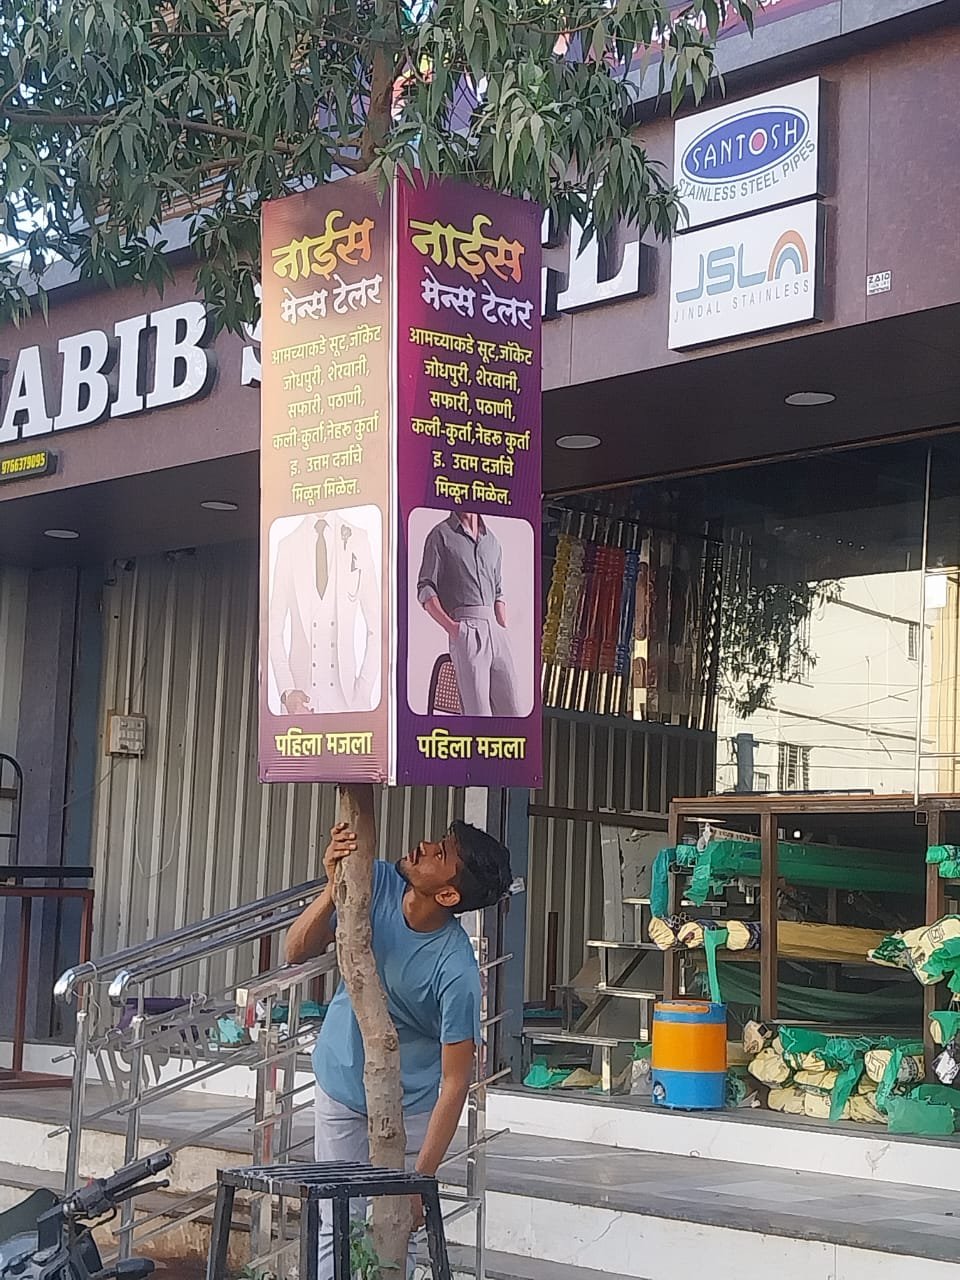 नाईस
मेन्स टेलर
आमच्याकडे सूट,जॉकेट
जोधपुरी, शेरवानी,
सफारी, पठाणी,
कली-कुर्ता,नेहरू कुर्ता
इ. उत्तम दर्जाचे
मिळून मिळेल.
पहिला मजला
नाईस
मेन्स टेलर
आमच्याकडे सूट,जॉकेट
जोधपुरी, शेरवानी,
सफारी, पठाणी,
कली-कुर्ता,नेहरू कुर्ता
इ. उत्तम दर्जाचे
मिळून मिळेल.
पहिला मजला
ABIB S
EL
9766379095
SANTOSH
STAINLESS STEEL PIPES
JSL
JINDAL STAINLESS